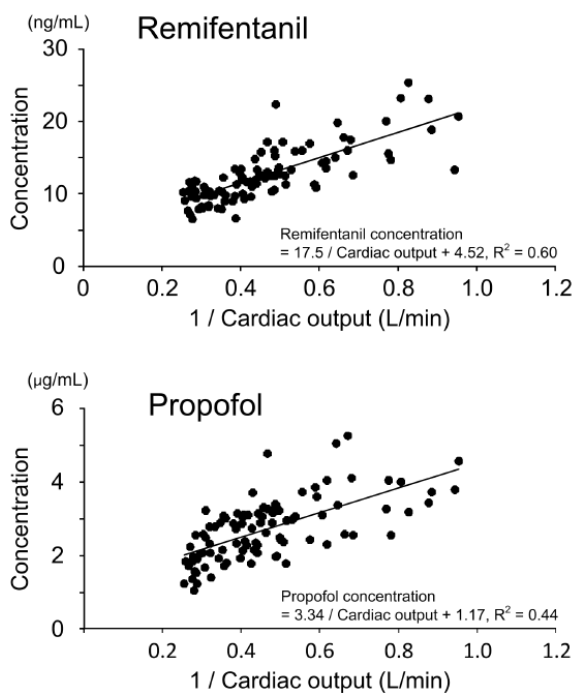 (ng/mL)
Remifentanil
30
20
10
0
Concentration
Remifentanil concentration
= 17.5 / Cardiac output + 4.52, R² = 0.60
0 0.2 0.4 0.6 0.8 1.0 1.2
1 / Cardiac output (L/min)
(µg/mL)
Propofol
6
4
2
0
Concentration
Propofol concentration
= 3.34 / Cardiac output + 1.17, R² = 0.44
0.2 0.4 0.6 0.8 1.0 1.2
1 / Cardiac output (L/min)